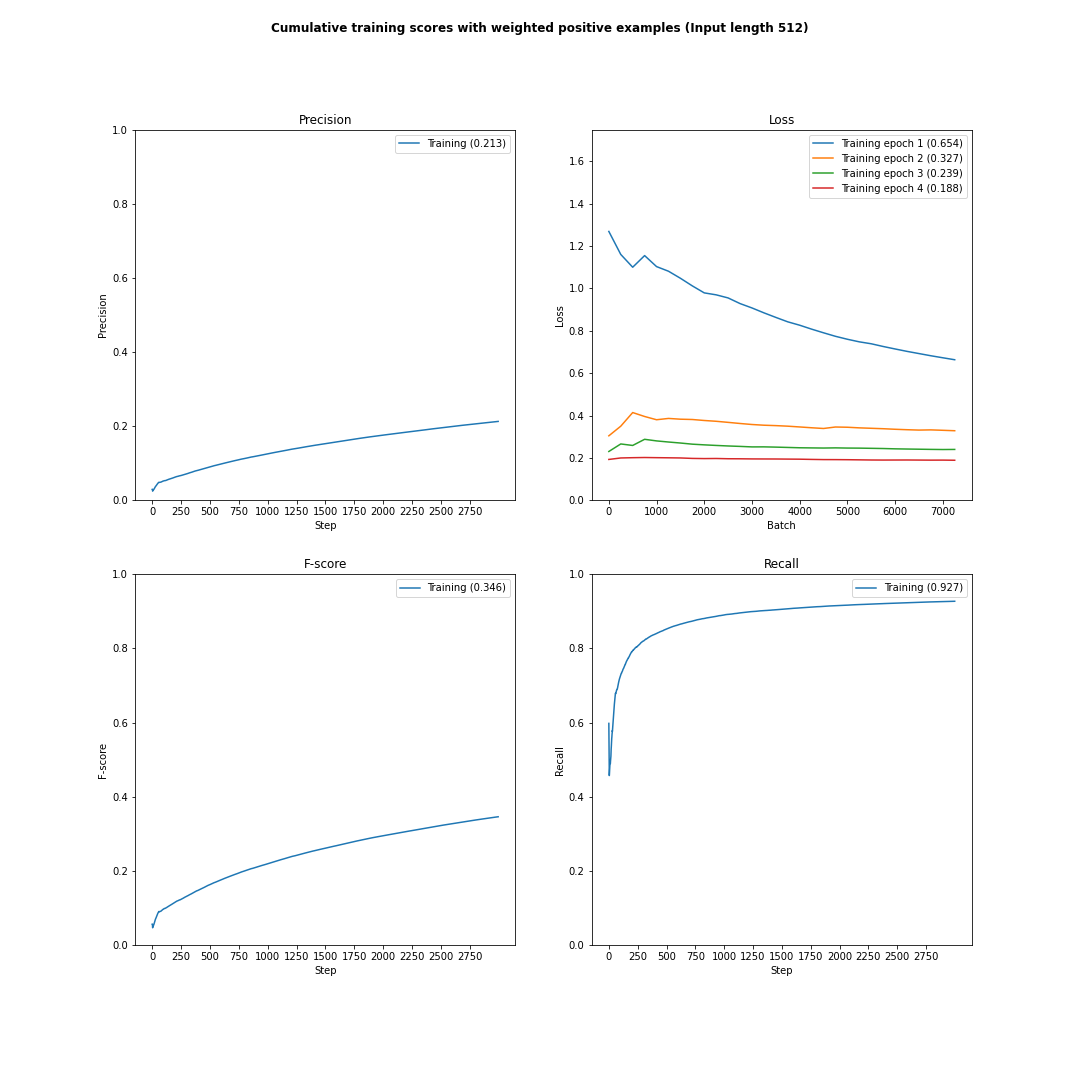 Cumulative training scores with weighted positive examples (Input length 512)
Precision
Training (0.213)
1.0
0.8
0.6
0.4
0.2
0.0
Precision
0 250 500 750 1000 1250 1500 1750 2000 2250 2500 2750
Step
Loss
Training epoch 1 (0.654)
Training epoch 2 (0.327)
Training epoch 3 (0.239)
Training epoch 4 (0.188)
1.6
1.4
1.2
1.0
0.8
0.6
0.4
0.2
0.0
Loss
0 1000 2000 3000 4000 5000 6000 7000
Batch
F-score
Training (0.346)
1.0
0.8
0.6
0.4
0.2
0.0
F-score
0 250 500 750 1000 1250 1500 1750 2000 2250 2500 2750
Step
Recall
Training (0.927)
1.0
0.8
0.6
0.4
0.2
0.0
Recall
0 250 500 750 1000 1250 1500 1750 2000 2250 2500 2750
Step